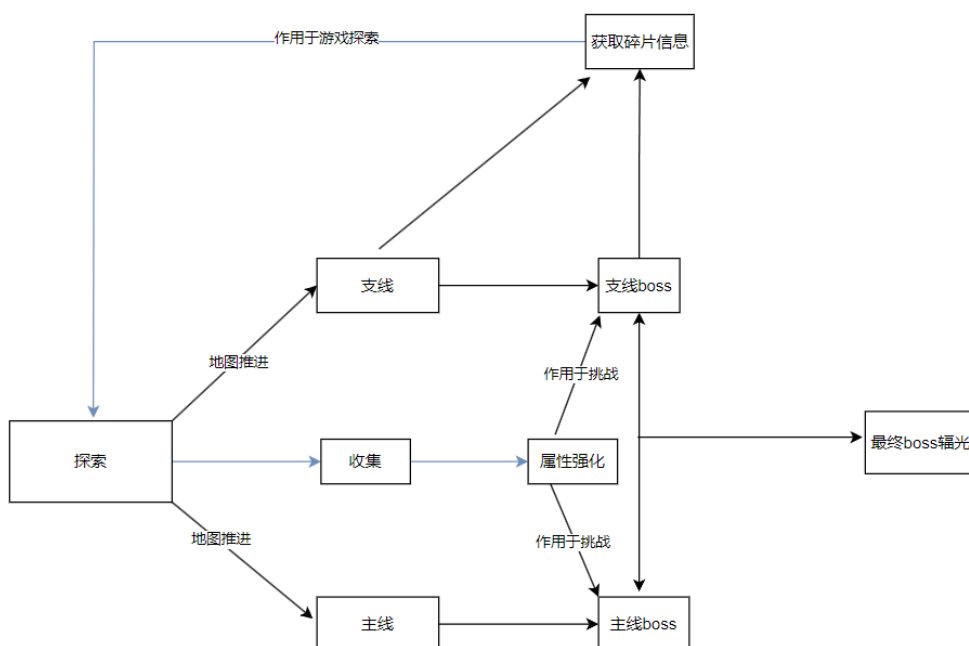 作用于游戏探索
获取碎片信息
支线
支线boss
地图推进
作用于挑战
最终boss辐光
探索
收集
属性强化
地图推进
作用于挑战
主线
主线boss